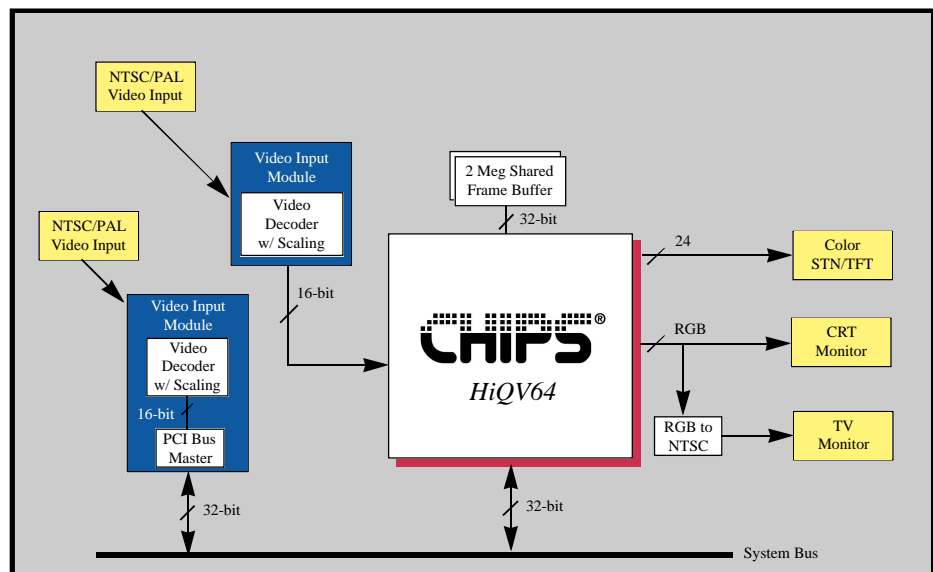 NTSC/PAL
Video Input
Video Input
Module
Video
Decoder
w/ Scaling
2 Meg Shared
Frame Buffer
32-bit
24
Color
STN/TFT
NTSC/PAL
Video Input
16-bit
Video Input
Module
Video
Decoder
w/ Scaling
16-bit
PCI Bus
Master
CHIPS®
HiQV64
RGB
CRT
Monitor
RGB to
NTSC
TV
Monitor
32-bit
32-bit
System Bus